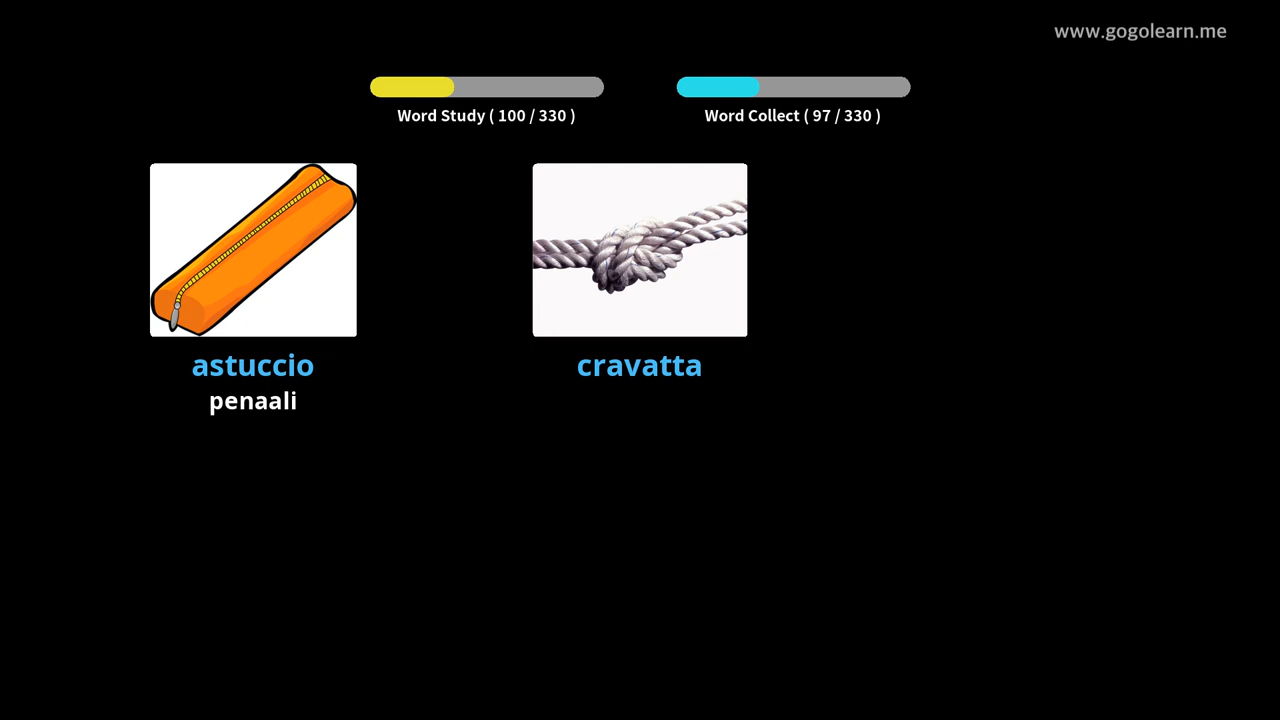 www.gogolearn.me
Word Study ( 100 / 330 )
Word Collect ( 97 / 330 )
astuccio
penaali
cravatta